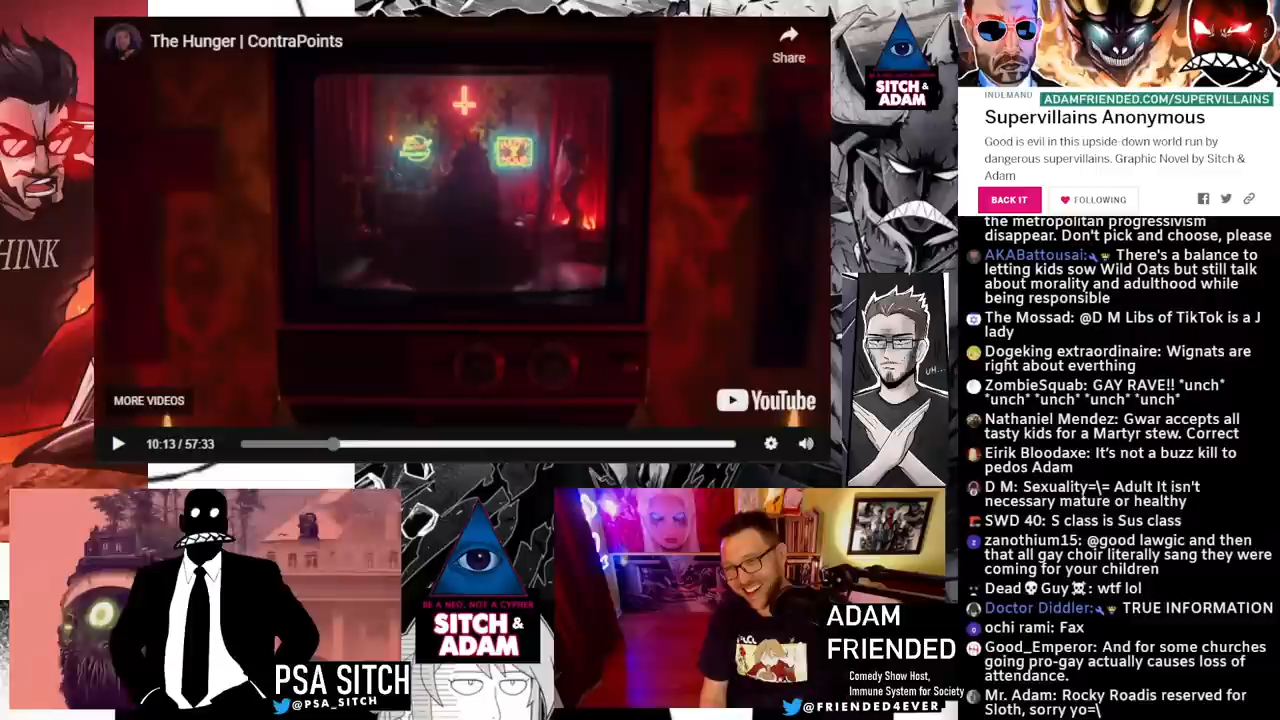 The Hunger | ContraPoints
Share
MORE VIDEOS
YouTube
10:13 / 57:33
HINK
SITCH &
ADAM
UH...
INDEMAND
ADAMFRIENDED.COM/SUPERVILLAINS
Supervillains Anonymous
Good is evil in this upside-down world run by
dangerous supervillains. Graphic Novel by Sitch &
Adam
BACK IT
FOLLOWING
the metropolitan progressivism
disappear. Don't pick and choose, please
AKABattousai: There's a balance to
letting kids sow Wild Oats but still talk
about morality and adulthood while
being responsible
The Mossad: @D M Libs of TikTok is a J
lady
Dogeking extraordinaire: Wignats are
right about everthing
ZombieSquab: GAY RAVE!! *unch*
*unch* *unch* *unch* *unch*
Nathaniel Mendez: Gwar accepts all
tasty kids for a Martyr stew. Correct
Eirik Bloodaxe: It's not a buzz kill to
pedos Adam
D M: Sexuality=\= Adult It isn't
necessary mature or healthy
SWD 40: S class is Sus class
zanothium15: @good lawgic and then
that all gay choir literally sang they were
coming for your children
Dead💀Guy☠️: wtf lol
Doctor Diddler: TRUE INFORMATION
ochi rami: Fax
Good_Emperor: And for some churches
going pro-gay actually causes loss of
attendance.
Mr. Adam: Rocky Roadis reserved for
Sloth, sorry yo=\
PSA SITCH
@PSA_SITCH
BE A NEO, NOT A CYPHER
SITCH &
ADAM
ADAM
FRIENDED
Comedy Show Host,
Immune System for Society
@FRIENDED4EVER